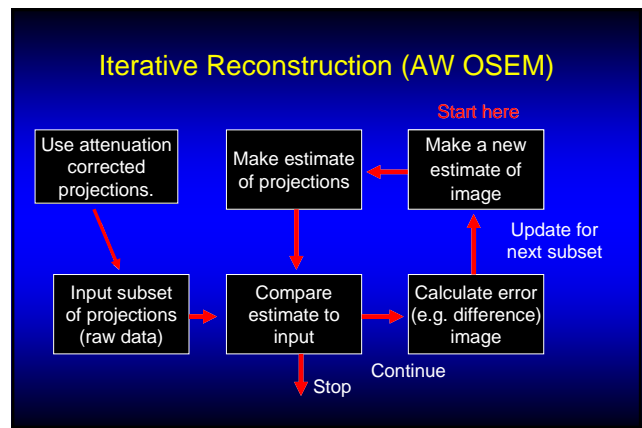 Iterative Reconstruction (AW OSEM)
Start here
Use attenuation
corrected
projections.
Make estimate
of projections
Make a new
estimate of
image
Update for
next subset
Input subset
of projections
(raw data)
Compare
estimate to
input
Calculate error
(e.g. difference)
image
Continue
Stop